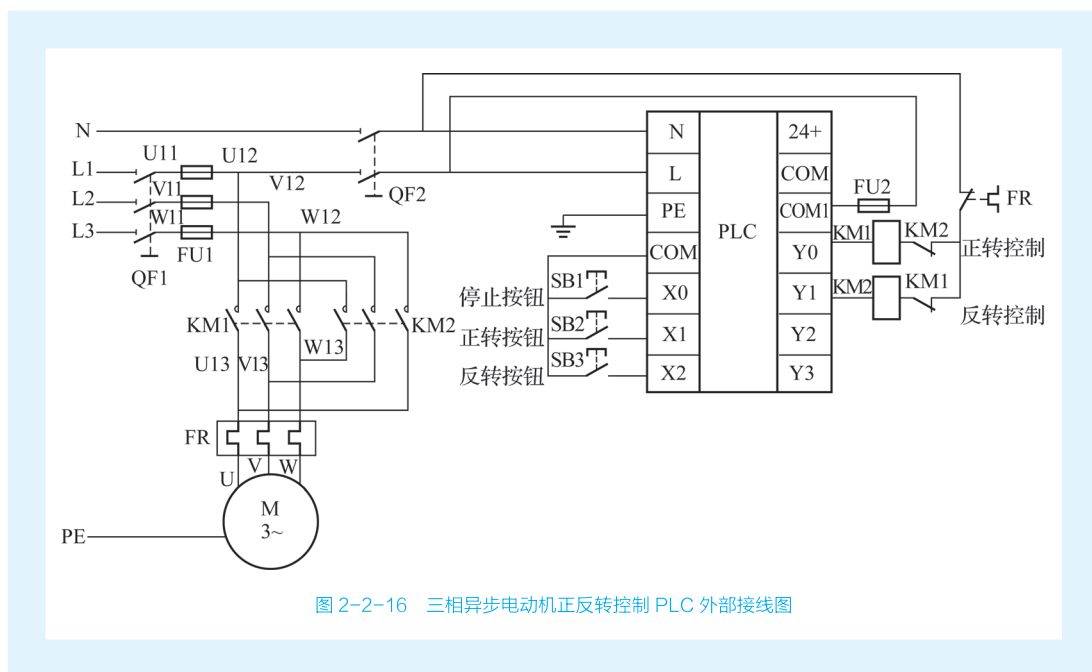 N
L1
L2
L3
U11
V11
W11
U12
V12
W12
FU1
QF1
QF2
KM1
KM2
U13
V13
W13
FR
U
V
W
M
3~
PE
N
L
PE
COM
X0
X1
X2
PLC
24+
COM
COM1
Y0
Y1
Y2
Y3
停止按钮
SB1
正转按钮
SB2
反转按钮
SB3
FU2
FR
KM1
KM2
正转控制
KM2
KM1
反转控制
图 2-2-16 三相异步电动机正反转控制 PLC 外部接线图